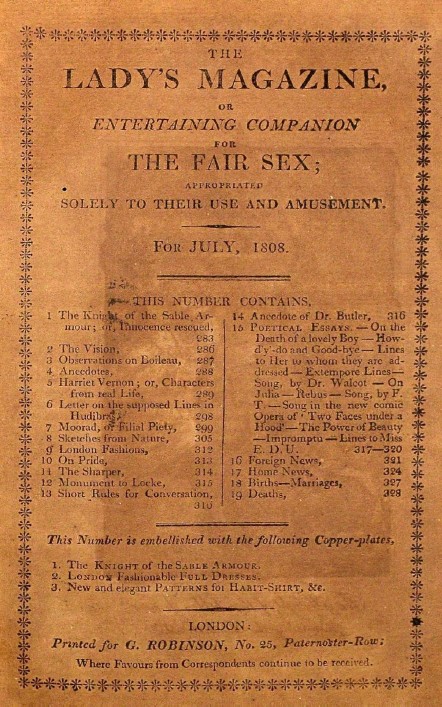 THE
LADY'S MAGAZINE,
OR
ENTERTAINING COMPANION
FOR
THE FAIR SEX;
APPROPRIATED
SOLELY TO THEIR USE AND AMUSEMENT.
FOR JULY, 1808.
THIS NUMBER CONTAINS,
1 The Knight of the Sable Ar-
mour; or, Innocence rescued,
283
2 The Vision, 286
3 Observations on Boileau, 287
4 Anecdotes, 288
5 Harriet Vernon; or, Characters
from real Life, 289
6 Letter on the supposed Lines in
Hudibras, 298
7 Moorad, or Filial Piety, 299
8 Sketches from Nature, 305
9 London Fashions, 312
10 On Pride, 313
11 The Sharper, 314
12 Monument to Locke, 315
13 Short Rules for Conversation,
316
14 Anecdote of Dr. Butler, 316
15 POETICAL ESSAYS. — On the
Death of a lovely Boy — How-
d'y'-do and Good-bye — Lines
to Her to whom they are ad-
dressed — Extempore Lines —
Song, by Dr. Walcot — On
Julia — Rebus — Song, by F.
T. — Song in the new comic
Opera of 'Two Faces under a
Hood' — The Power of Beauty
— Impromptu — Lines to Miss
E. D. U. 317—320
16 Foreign News, 321
17 Home News, 324
18 Births — Marriages, 327
19 Deaths, 328
This Number is embellished with the following Copper-plates,
1. The KNIGHT of the SABLE ARMOUR.
2. LONDON Fashionable FULL DRESSES.
3. New and elegant PATTERNS for HABIT-SHIRT, &c.
LONDON:
Printed for G. ROBINSON, No. 25, Paternoster-Row;
Where Favours from Correspondents continue to be received.